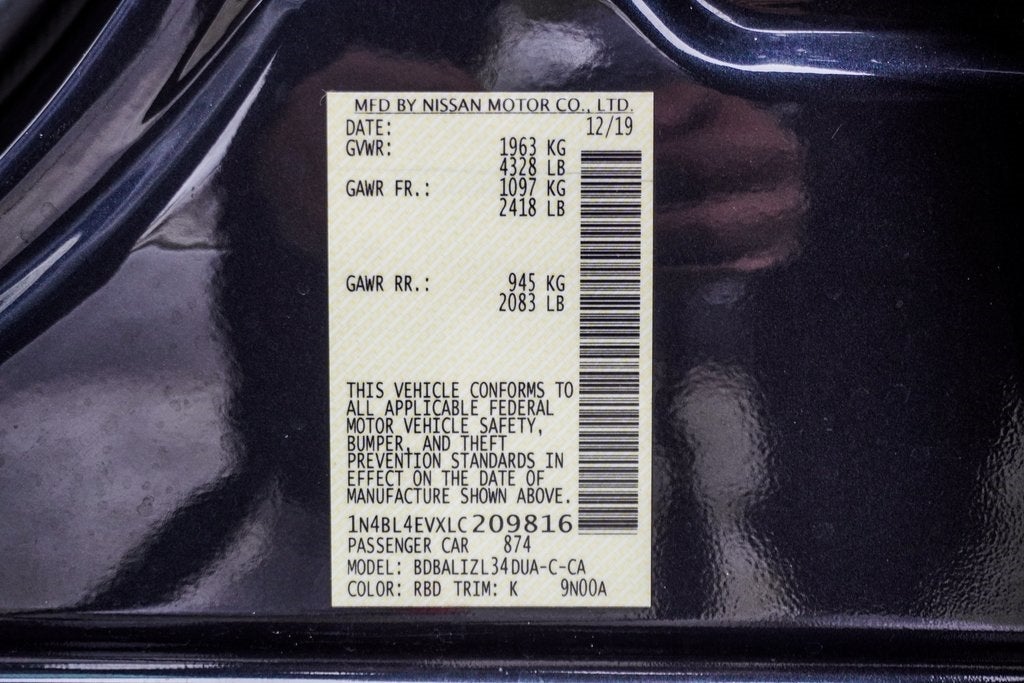 MFD BY NISSAN MOTOR CO., LTD.
DATE: 12/19
GVWR: 1963 KG
4328 LB
GAWR FR.: 1097 KG
2418 LB
GAWR RR.: 945 KG
2083 LB
THIS VEHICLE CONFORMS TO
ALL APPLICABLE FEDERAL
MOTOR VEHICLE SAFETY,
BUMPER, AND THEFT
PREVENTION STANDARDS IN
EFFECT ON THE DATE OF
MANUFACTURE SHOWN ABOVE.
1N4BL4EVXLC209816
PASSENGER CAR 874
MODEL: BDBALIZL34DUA-C-CA
COLOR: RBD TRIM: K 9N00A